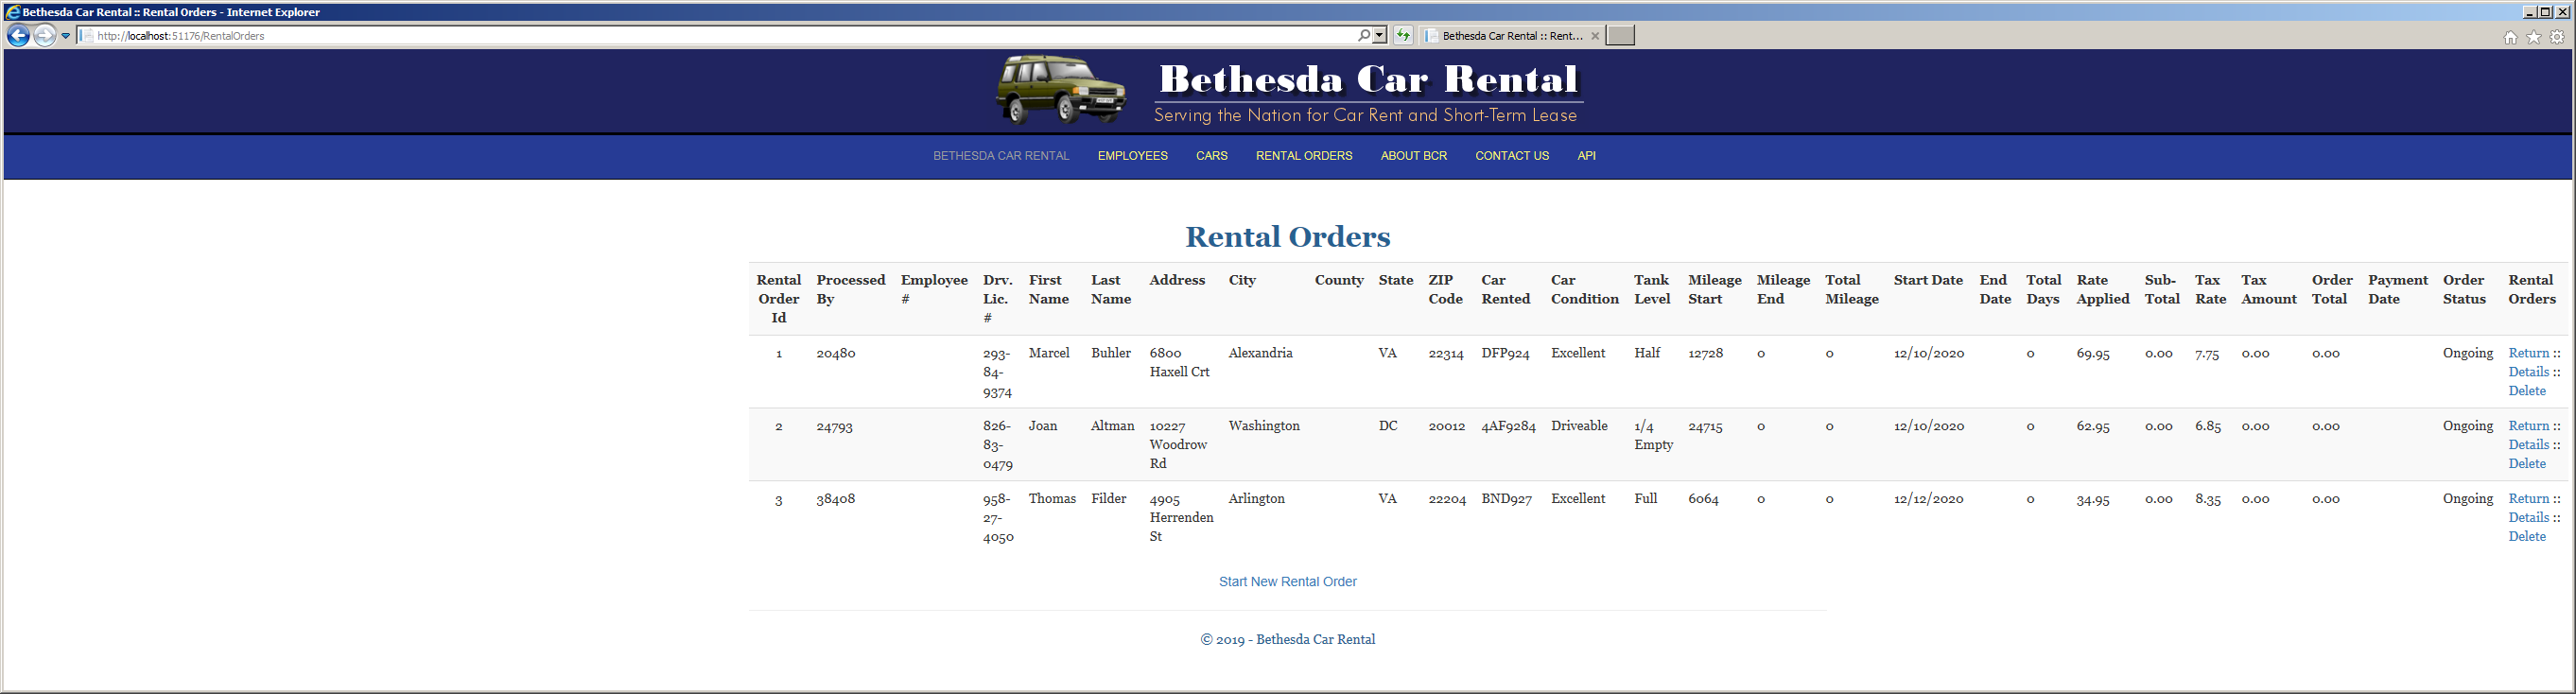 Bethesda Car Rental :: Rental Orders - Internet Explorer
http://localhost:51176/RentalOrders
Bethesda Car Rental :: Rent...
Bethesda Car Rental
Serving the Nation for Car Rent and Short-Term Lease
BETHESDA CAR RENTAL EMPLOYEES CARS RENTAL ORDERS ABOUT BCR CONTACT US API
Rental Orders
Rental Processed Employee Drv. First Last Address City County State ZIP Car Car Tank Mileage Mileage Total Start Date End Total Rate Sub- Tax Tax Order Payment Order Rental
Order By # Lic. Name Name Code Rented Condition Level Start End Mileage Date Days Applied Total Rate Amount Total Date Status Orders
Id #
1 20480 293- Marcel Buhler 6800 Alexandria VA 22314 DFP924 Excellent Half 12728 0 0 12/10/2020 0 69.95 0.00 7.75 0.00 0.00 Ongoing Return ::
84- Haxell Crt Details ::
9374 Delete
2 24793 826- Joan Altman 10227 Washington DC 20012 4AF9284 Driveable 1/4 24715 0 0 12/10/2020 0 62.95 0.00 6.85 0.00 0.00 Ongoing Return ::
83- Woodrow Empty Details ::
0479 Rd Delete
3 38408 958- Thomas Filder 4905 Arlington VA 22204 BND927 Excellent Full 6064 0 0 12/12/2020 0 34.95 0.00 8.35 0.00 0.00 Ongoing Return ::
27- Herrenden Details ::
4050 St Delete
Start New Rental Order
© 2019 - Bethesda Car Rental